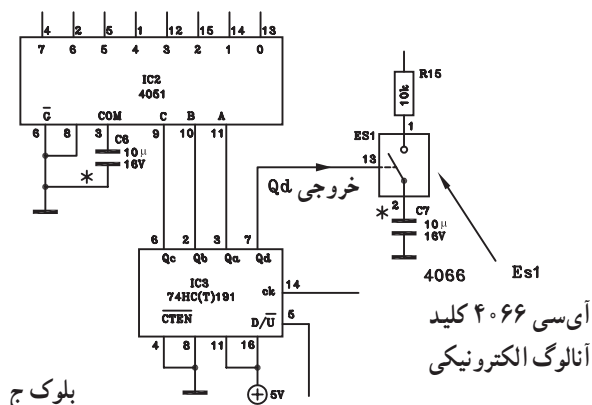 4 2 5 1 12 15 14 13
7 6 5 4 3 2 1 0
IC2
4051
G COM C B A
6 8 3 9 10 11
C6
10 μ
16V
*
R15
10k
1
ES1
13
2
* C7
10 μ
16V
خروجی Qd
4066 Es1
آی‌سی ۴۰۶۶ کلید
آنالوگ الکترونیکی
6 2 3 7
Qc Qb Qa Qd
IC3
74HC(T)191
ck 14
CTEN D/U 5
4 8 11 16
5V
بلوک ج